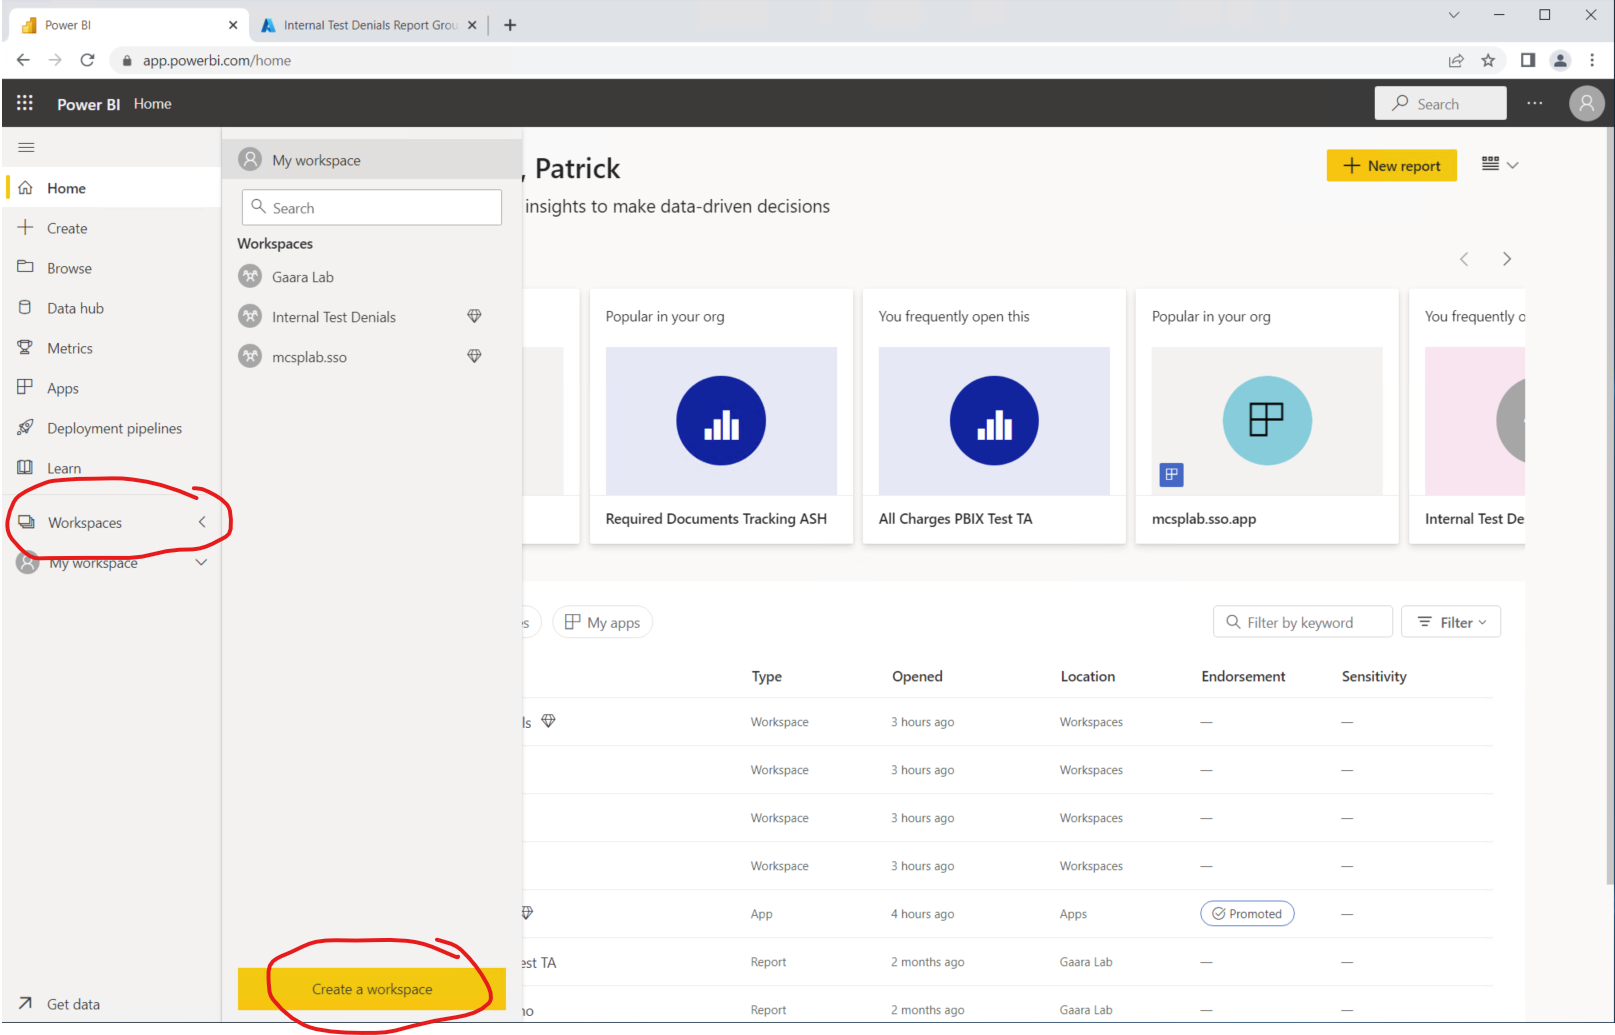 Power BI
Internal Test Denials Report Grou
app.powerbi.com/home
Power BI Home
Search
Home
Create
Browse
Data hub
Metrics
Apps
Deployment pipelines
Learn
Workspaces
My workspace
Get data
My workspace
Search
Workspaces
Gaara Lab
Internal Test Denials
mcsplab.sso
Create a workspace
, Patrick
insights to make data-driven decisions
New report
Popular in your org
Required Documents Tracking ASH
You frequently open this
All Charges PBIX Test TA
Popular in your org
mcsplab.sso.app
You frequently o
Internal Test De
es
My apps
Filter by keyword
Filter
Type Opened Location Endorsement Sensitivity
ls Workspace 3 hours ago Workspaces — —
Workspace 3 hours ago Workspaces — —
Workspace 3 hours ago Workspaces — —
Workspace 3 hours ago Workspaces — —
App 4 hours ago Apps Promoted —
est TA Report 2 months ago Gaara Lab — —
no Report 2 months ago Gaara Lab — —